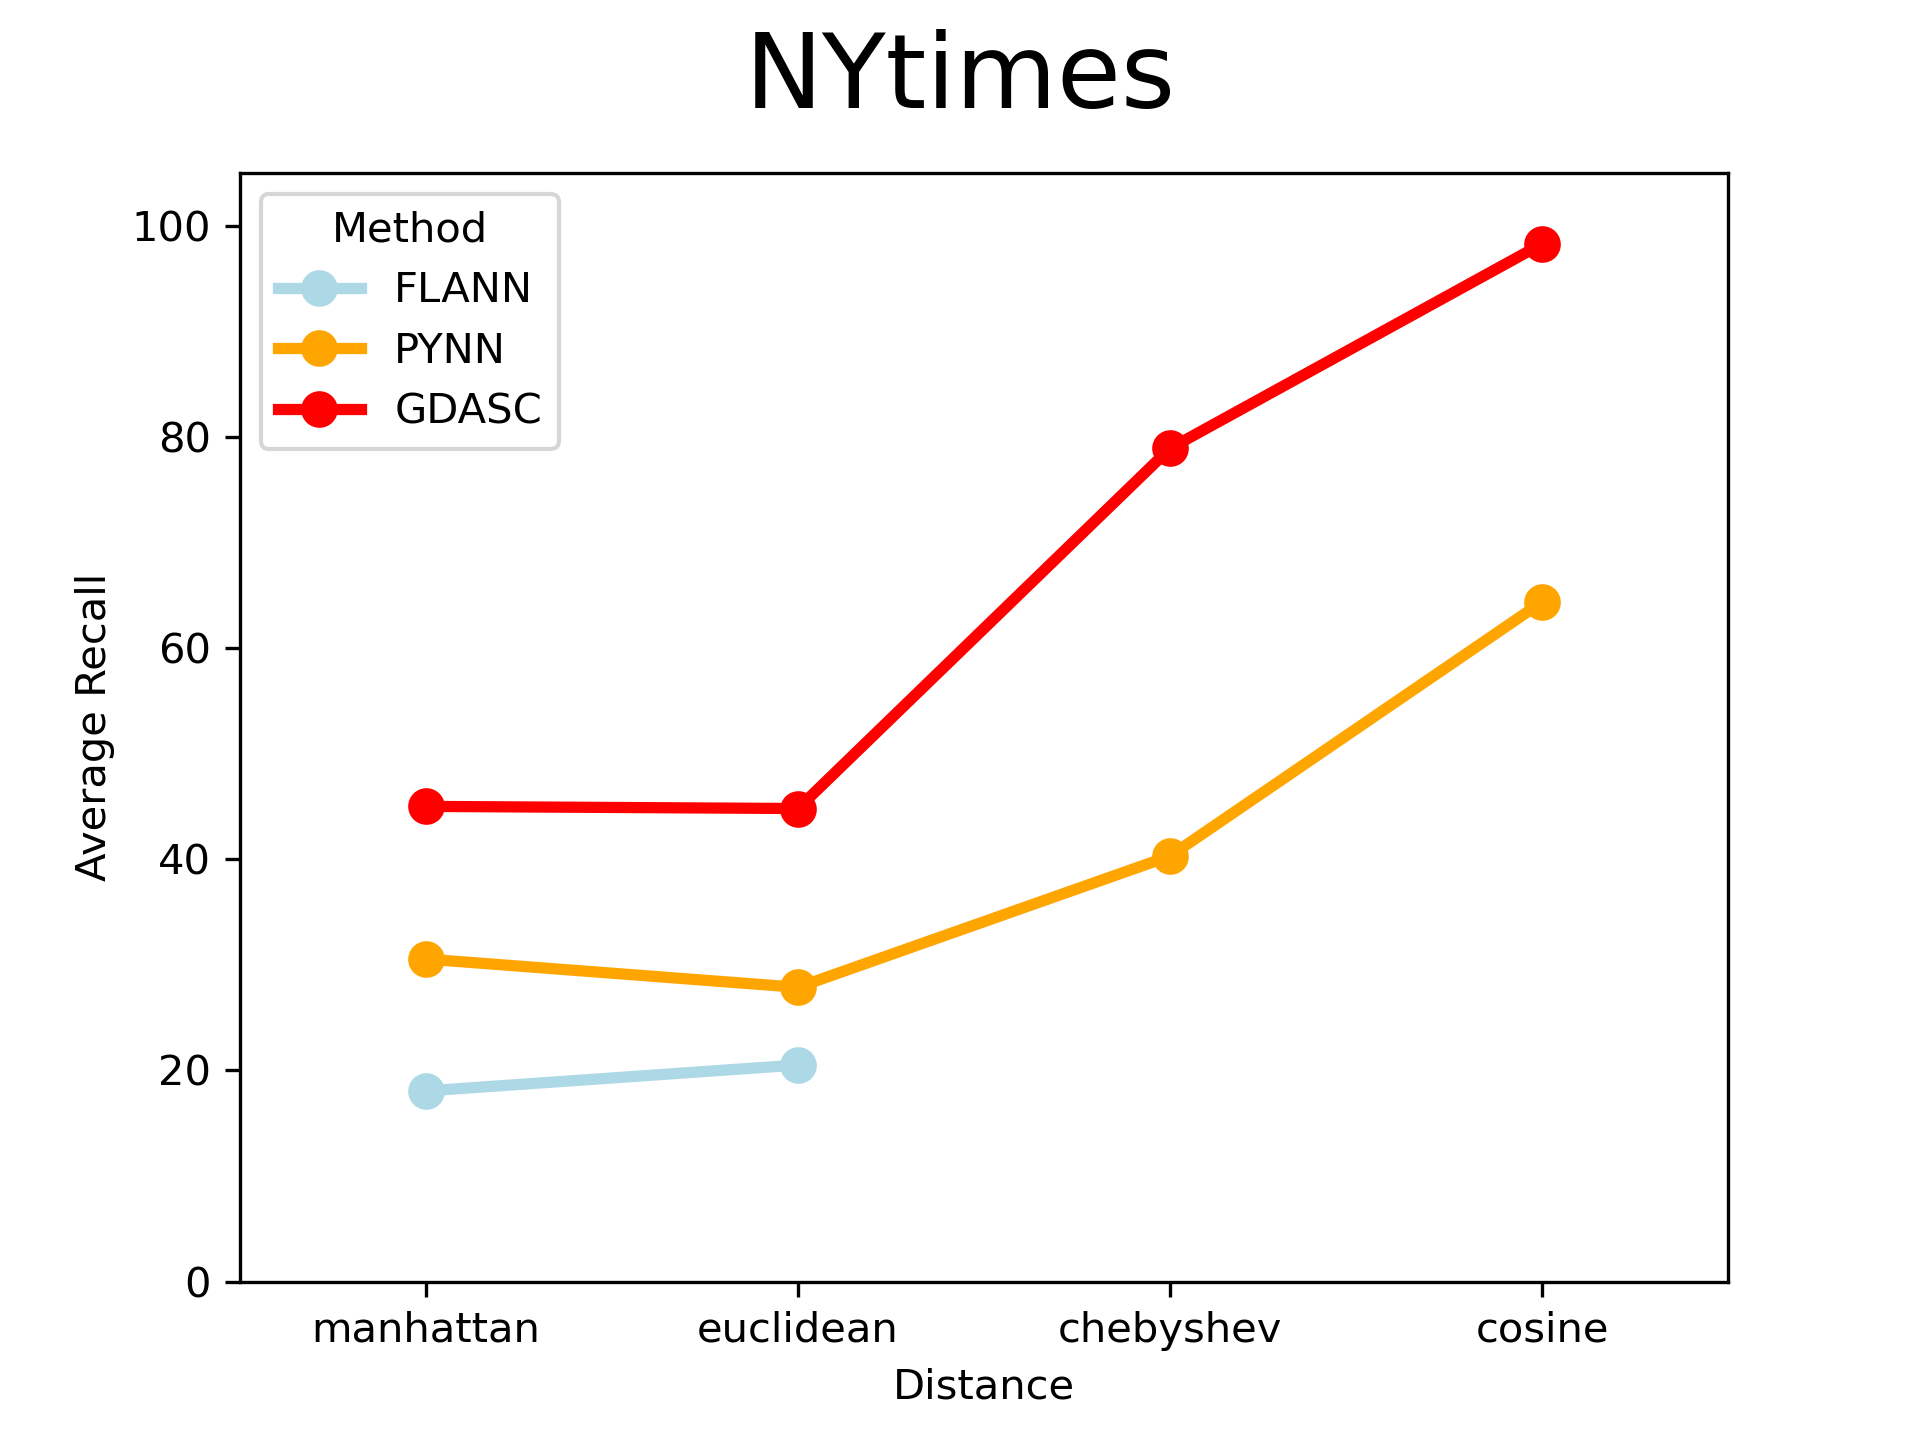 NYtimes
Method
FLANN
PYNN
GDASC
100
80
60
40
20
0
Average Recall
manhattan euclidean chebyshev cosine
Distance